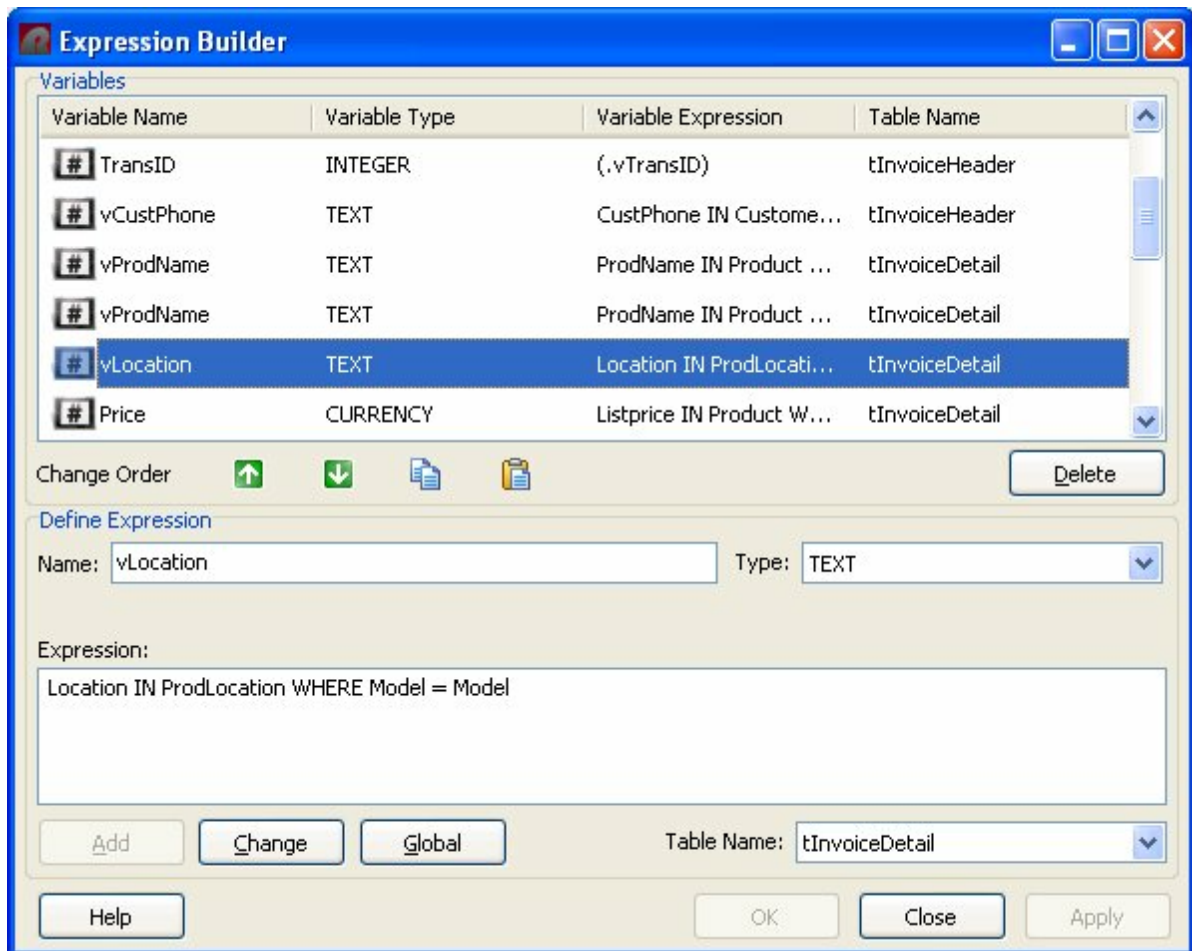 Expression Builder
Variables
Variable Name Variable Type Variable Expression Table Name
# TransID INTEGER (.vTransID) tInvoiceHeader
# vCustPhone TEXT CustPhone IN Custome... tInvoiceHeader
# vProdName TEXT ProdName IN Product ... tInvoiceDetail
# vProdName TEXT ProdName IN Product ... tInvoiceDetail
# vLocation TEXT Location IN ProdLocati... tInvoiceDetail
# Price CURRENCY Listprice IN Product W... tInvoiceDetail
Change Order Delete
Define Expression
Name: vLocation Type: TEXT
Expression:
Location IN ProdLocation WHERE Model = Model
Add Change Global Table Name: tInvoiceDetail
Help OK Close Apply